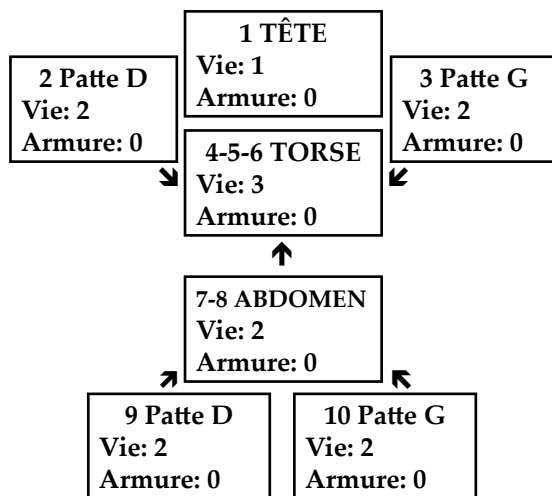 1 TÊTE
Vie: 1
Armure: 0
2 Patte D
Vie: 2
Armure: 0
3 Patte G
Vie: 2
Armure: 0
4-5-6 TORSE
Vie: 3
Armure: 0
7-8 ABDOMEN
Vie: 2
Armure: 0
9 Patte D
Vie: 2
Armure: 0
10 Patte G
Vie: 2
Armure: 0